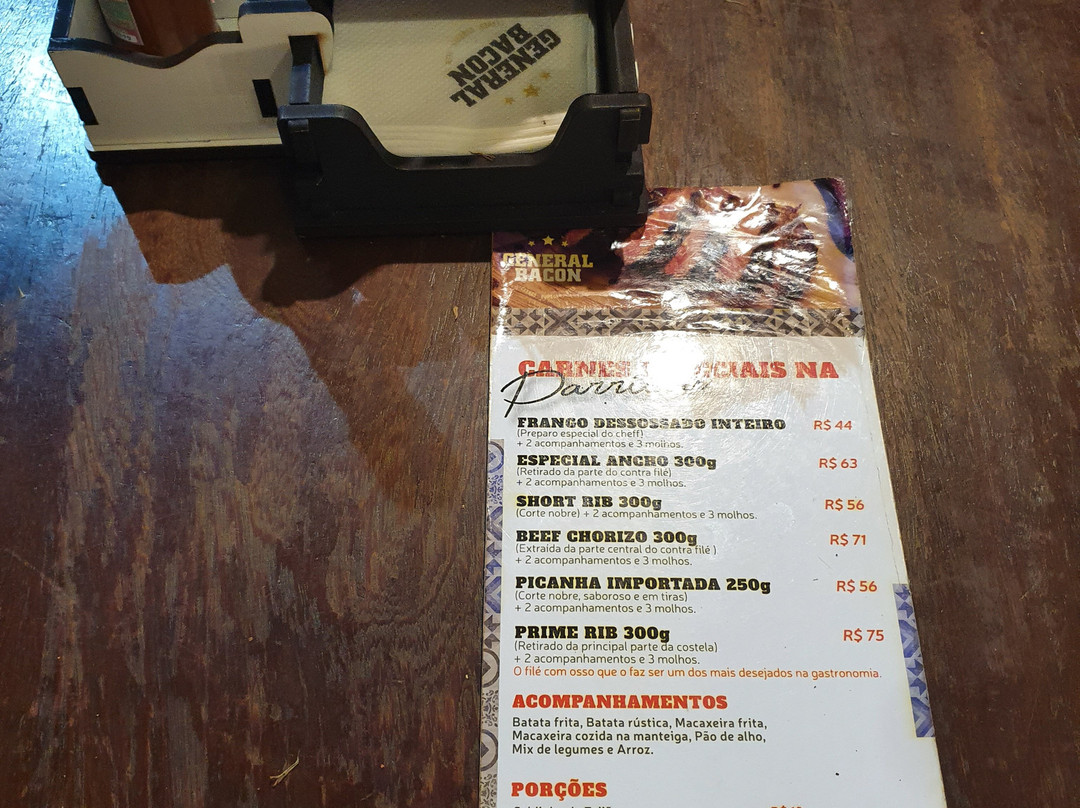 GENERAL
BACON
GENERAL
BACON
CARNES ESPECIAIS NA
Parrilla
FRANGO DESSOSSADO INTEIRO R$ 44
(Preparo especial do cheff)
+ 2 acompanhamentos e 3 molhos.
ESPECIAL ANCHO 300g R$ 63
(Retirado da parte do contra filé)
+ 2 acompanhamentos e 3 molhos.
SHORT RIB 300g R$ 56
(Corte nobre) + 2 acompanhamentos e 3 molhos.
BEEF CHORIZO 300g R$ 71
(Extraída da parte central do contra filé )
+ 2 acompanhamentos e 3 molhos.
PICANHA IMPORTADA 250g R$ 56
(Corte nobre, saboroso e em tiras)
+ 2 acompanhamentos e 3 molhos.
PRIME RIB 300g R$ 75
(Retirado da principal parte da costela)
+ 2 acompanhamentos e 3 molhos.
O filé com osso que o faz ser um dos mais desejados na gastronomia.
ACOMPANHAMENTOS
Batata frita, Batata rústica, Macaxeira frita,
Macaxeira cozida na manteiga, Pão de alho,
Mix de legumes e Arroz.
PORÇÕES